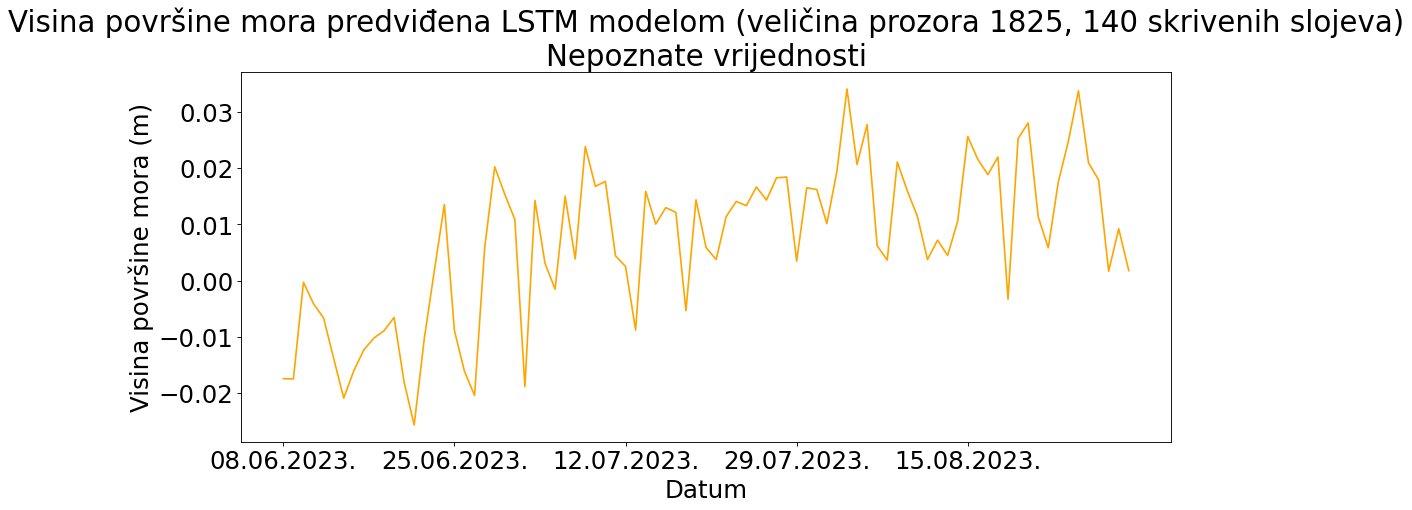 Visina površine mora predviđena LSTM modelom (veličina prozora 1825, 140 skrivenih slojeva)
Nepoznate vrijednosti
Visina površine mora (m)
0.03
0.02
0.01
0.00
−0.01
−0.02
08.06.2023. 25.06.2023. 12.07.2023. 29.07.2023. 15.08.2023.
Datum